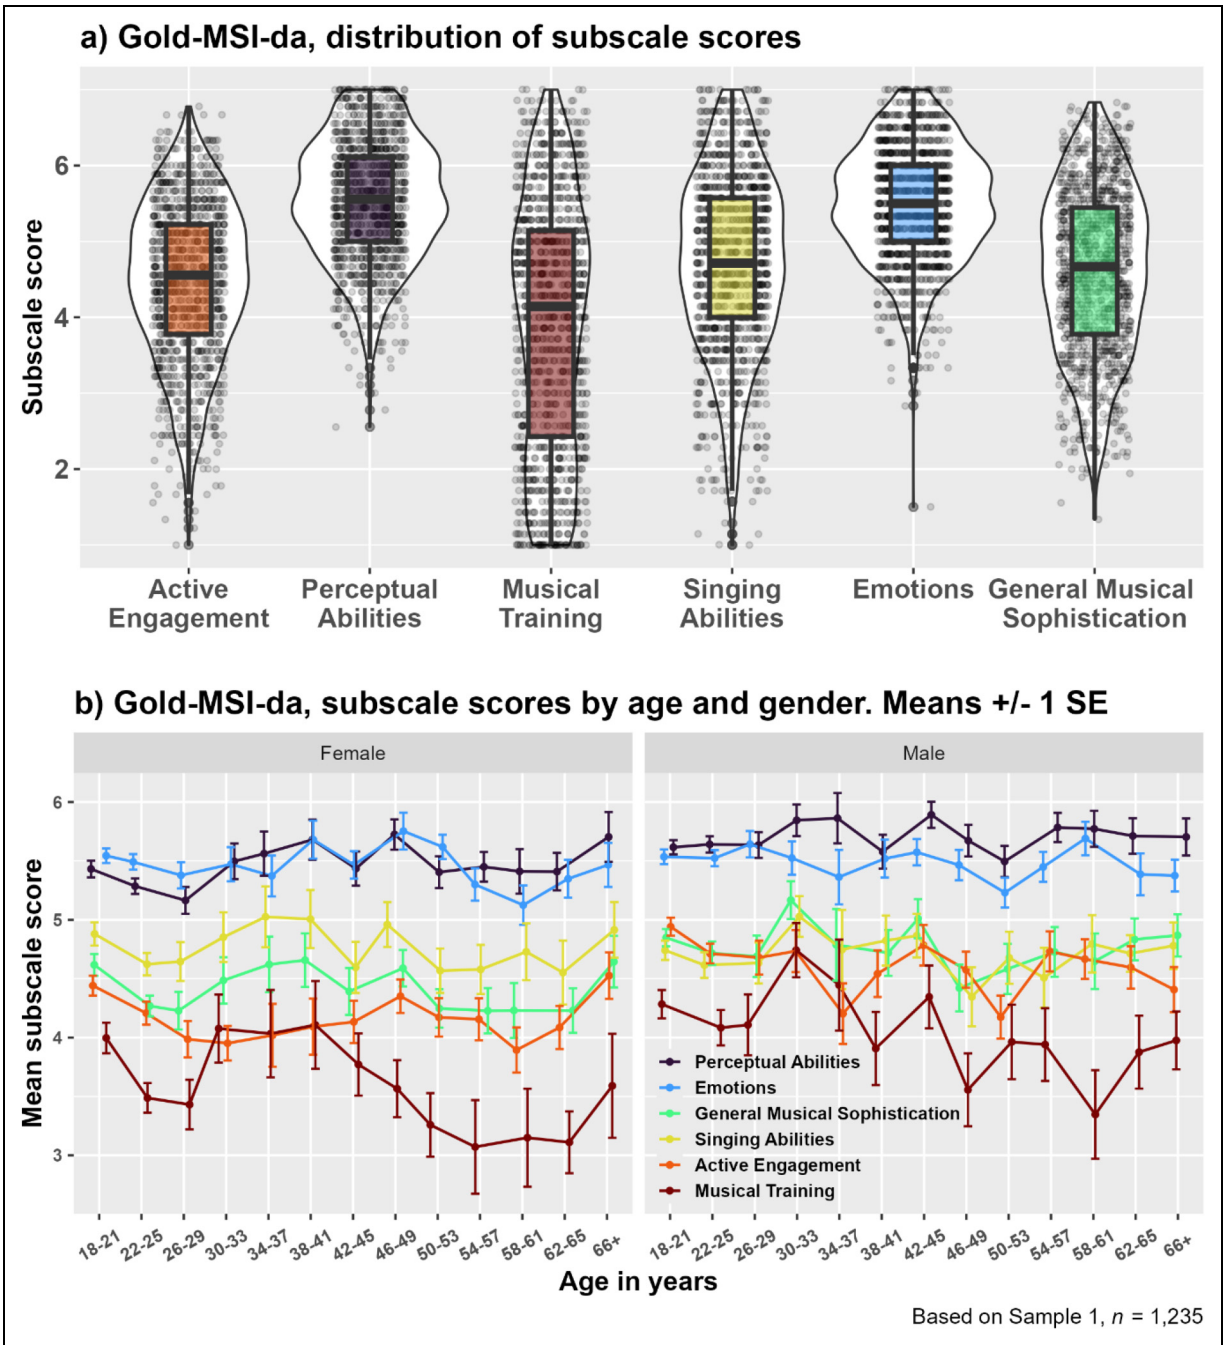 a) Gold-MSI-da, distribution of subscale scores
Subscale score
6
4
2
Active
Engagement
Perceptual
Abilities
Musical
Training
Singing
Abilities
Emotions
General Musical
Sophistication
b) Gold-MSI-da, subscale scores by age and gender. Means +/- 1 SE
Female
Male
Mean subscale score
6
5
4
3
Perceptual Abilities
Emotions
General Musical Sophistication
Singing Abilities
Active Engagement
Musical Training
18-21
22-25
26-29
30-33
34-37
38-41
42-45
46-49
50-53
54-57
58-61
62-65
66+
18-21
22-25
26-29
30-33
34-37
38-41
42-45
46-49
50-53
54-57
58-61
62-65
66+
Age in years
Based on Sample 1, n = 1,235